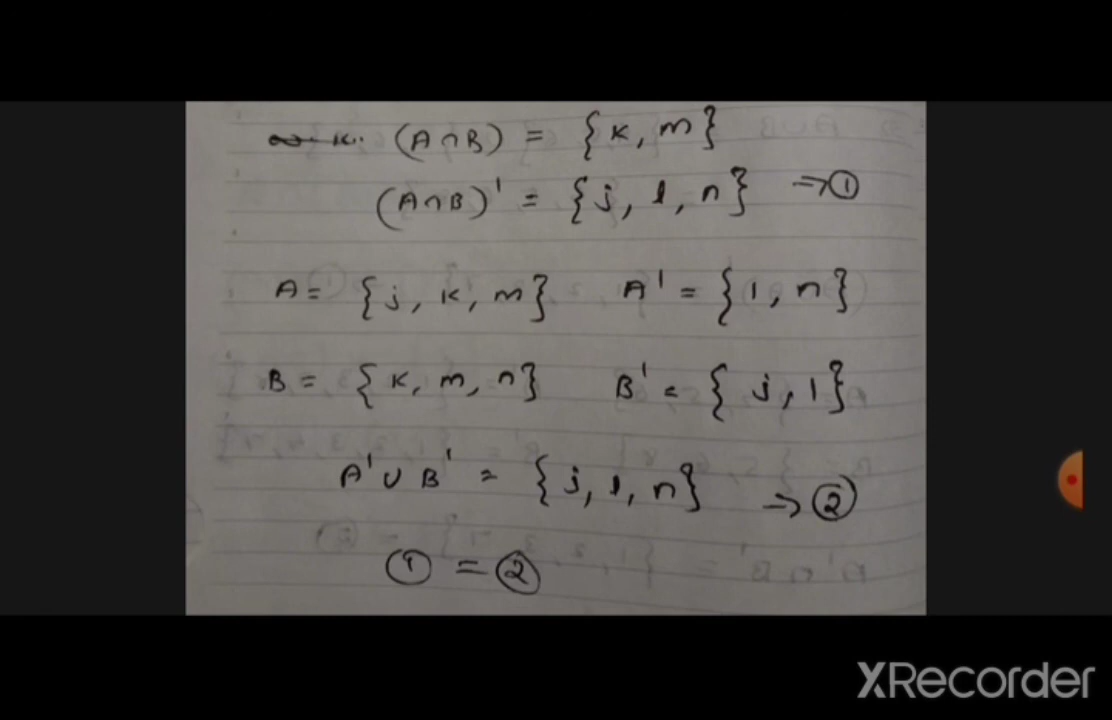 (A∩B) = {k, m}
(A∩B)' = {j, l, n} ⇒①
A = {j, k, m} A' = {l, n}
B = {k, m, n} B' = {j, l}
A' ∪ B' = {j, l, n} ⇒②
① = ②
XRecorder